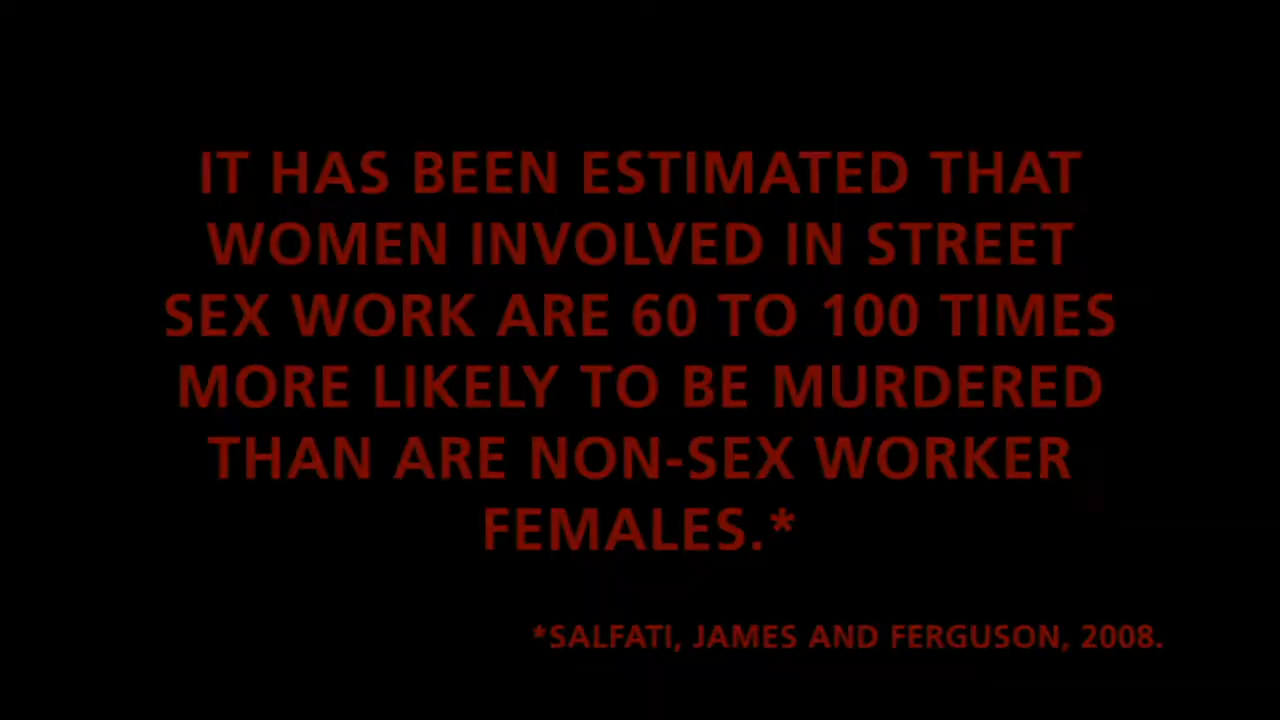 IT HAS BEEN ESTIMATED THAT
WOMEN INVOLVED IN STREET
SEX WORK ARE 60 TO 100 TIMES
MORE LIKELY TO BE MURDERED
THAN ARE NON-SEX WORKER
FEMALES.*
*SALFATI, JAMES AND FERGUSON, 2008.